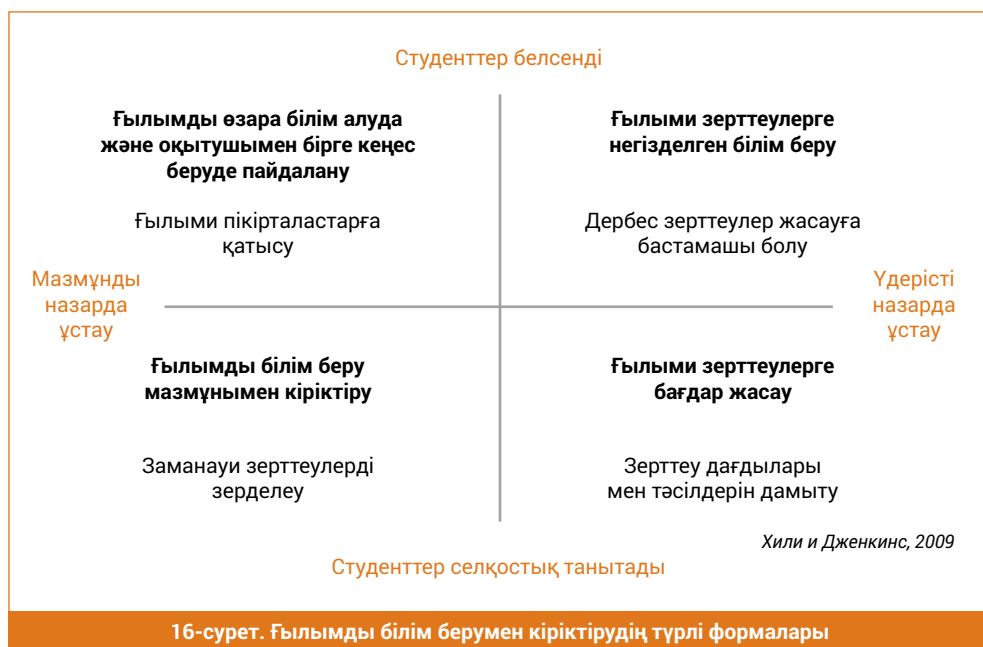 Студенттер белсенді
Ғылымды өзара білім алуда
және оқытушымен бірге кеңес
беруде пайдалану
Ғылыми пікірталастарға
қатысу
Ғылыми зерттеулерге
негізделген білім беру
Дербес зерттеулер жасауға
бастамашы болу
Мазмұнды
назарда
ұстау
Үдерісті
назарда
ұстау
Ғылымды білім беру
мазмұнымен кіріктіру
Заманауи зерттеулерді
зерделеу
Ғылыми зерттеулерге
бағдар жасау
Зерттеу дағдылары
мен тәсілдерін дамыту
Хили и Дженкинс, 2009
Студенттер селқостық танытады
16-сурет. Ғылымды білім берумен кіріктірудің түрлі формалары